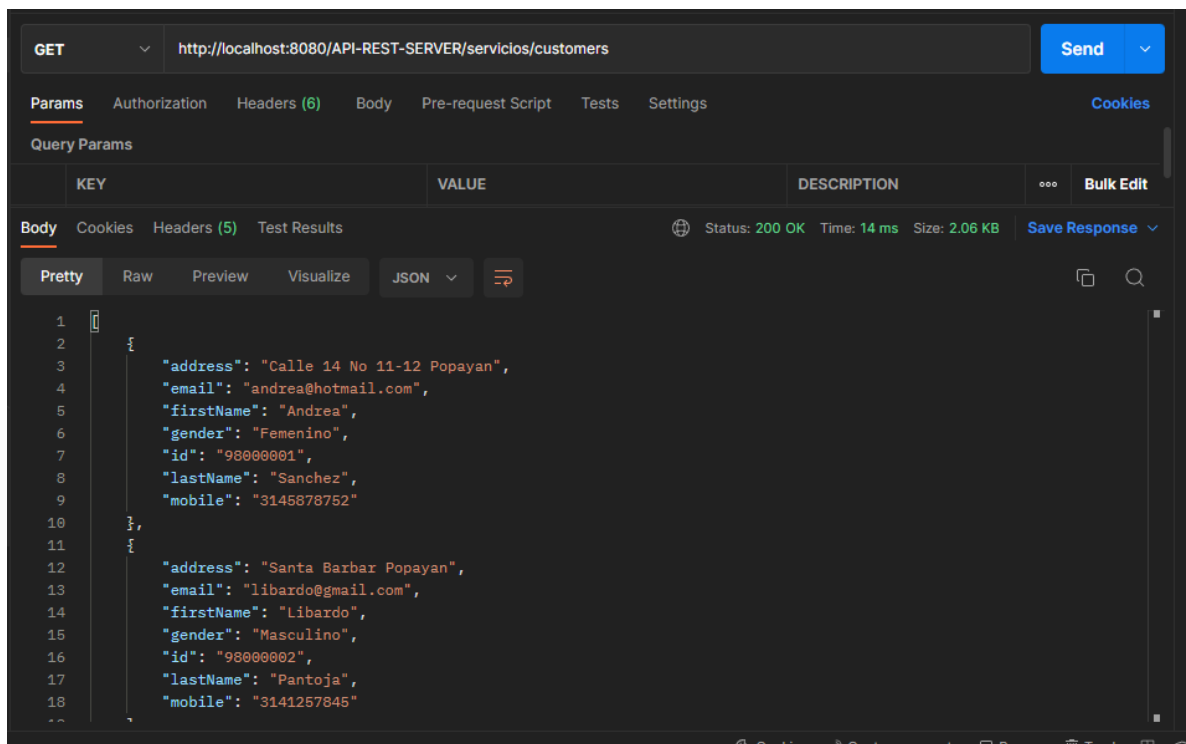 GET http://localhost:8080/API-REST-SERVER/servicios/customers Send
Params Authorization Headers (6) Body Pre-request Script Tests Settings Cookies
Query Params
KEY VALUE DESCRIPTION ooo Bulk Edit
Body Cookies Headers (5) Test Results Status: 200 OK Time: 14 ms Size: 2.06 KB Save Response
Pretty Raw Preview Visualize JSON
1 [
2 {
3 "address": "Calle 14 No 11-12 Popayan",
4 "email": "andrea@hotmail.com",
5 "firstName": "Andrea",
6 "gender": "Femenino",
7 "id": "98000001",
8 "lastName": "Sanchez",
9 "mobile": "3145878752"
10 },
11 {
12 "address": "Santa Barbar Popayan",
13 "email": "libardo@gmail.com",
14 "firstName": "Libardo",
15 "gender": "Masculino",
16 "id": "98000002",
17 "lastName": "Pantoja",
18 "mobile": "3141257845"